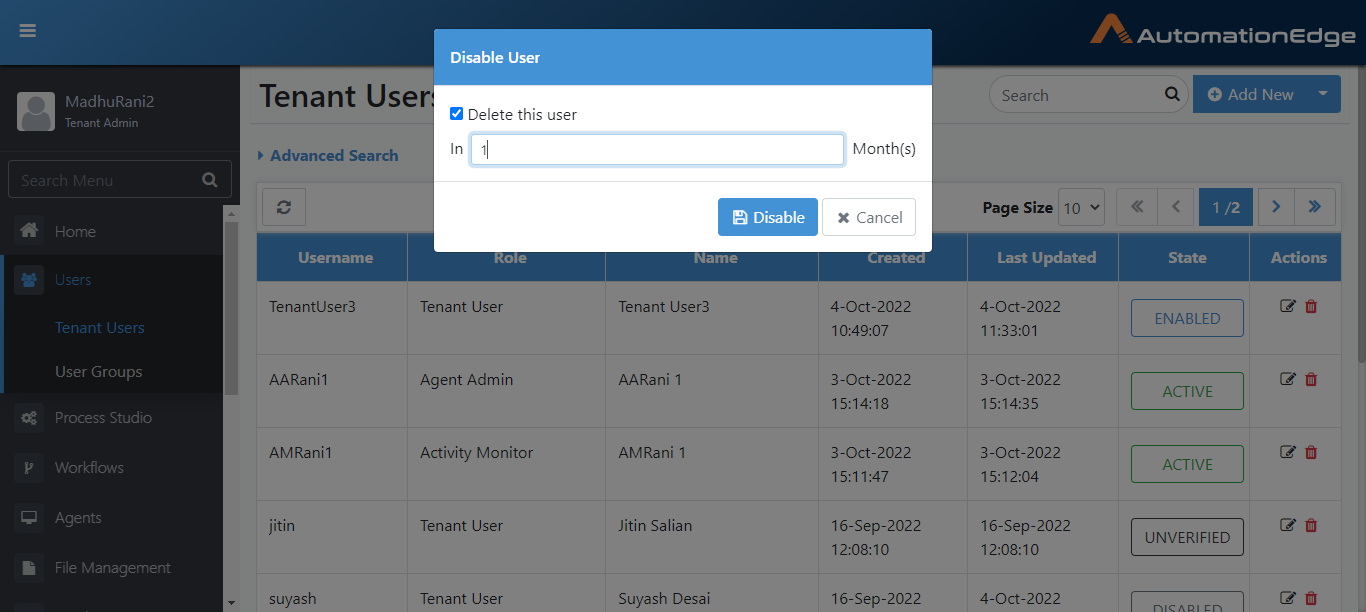 AutomationEdge
MadhuRani2
Tenant Admin
Search Menu
Home
Users
Tenant Users
User Groups
Process Studio
Workflows
Agents
File Management
Tenant Users
Search
Add New
Advanced Search
Disable User
Delete this user
In 1 Month(s)
Disable
Cancel
Page Size 10
1 /2
Username Role Name Created Last Updated State Actions
TenantUser3 Tenant User Tenant User3 4-Oct-2022 4-Oct-2022 ENABLED
10:49:07 11:33:01
AARani1 Agent Admin AARani 1 3-Oct-2022 3-Oct-2022 ACTIVE
15:14:18 15:14:35
AMRani1 Activity Monitor AMRani 1 3-Oct-2022 3-Oct-2022 ACTIVE
15:11:47 15:12:04
jitin Tenant User Jitin Salian 16-Sep-2022 16-Sep-2022 UNVERIFIED
12:08:10 12:08:10
suyash Tenant User Suyash Desai 16-Sep-2022 4-Oct-2022 DISABLED